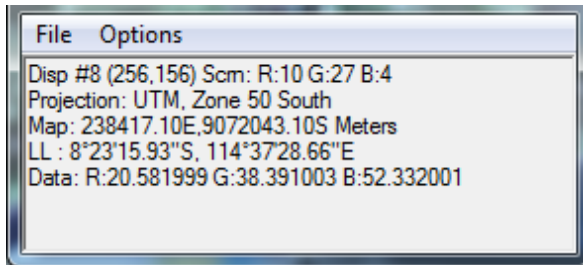 File Options
Disp #8 (256,156) Scrn: R:10 G:27 B:4
Projection: UTM, Zone 50 South
Map: 238417.10E,9072043.10S Meters
LL : 8°23'15.93"S, 114°37'28.66"E
Data: R:20.581999 G:38.391003 B:52.332001